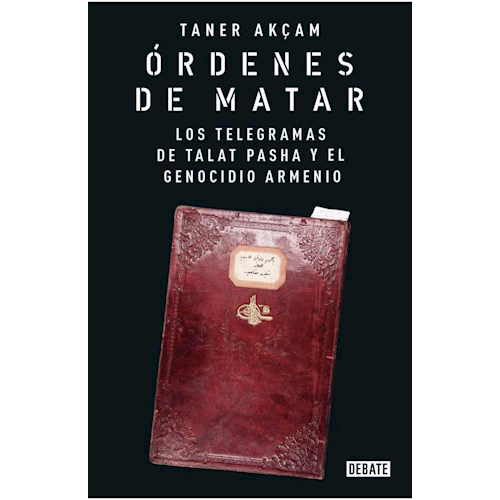 TANER AKÇAM
ÓRDENES
DE MATAR
LOS TELEGRAMAS
DE TALAT PASHA Y EL
GENOCIDIO ARMENIO
DEBATE